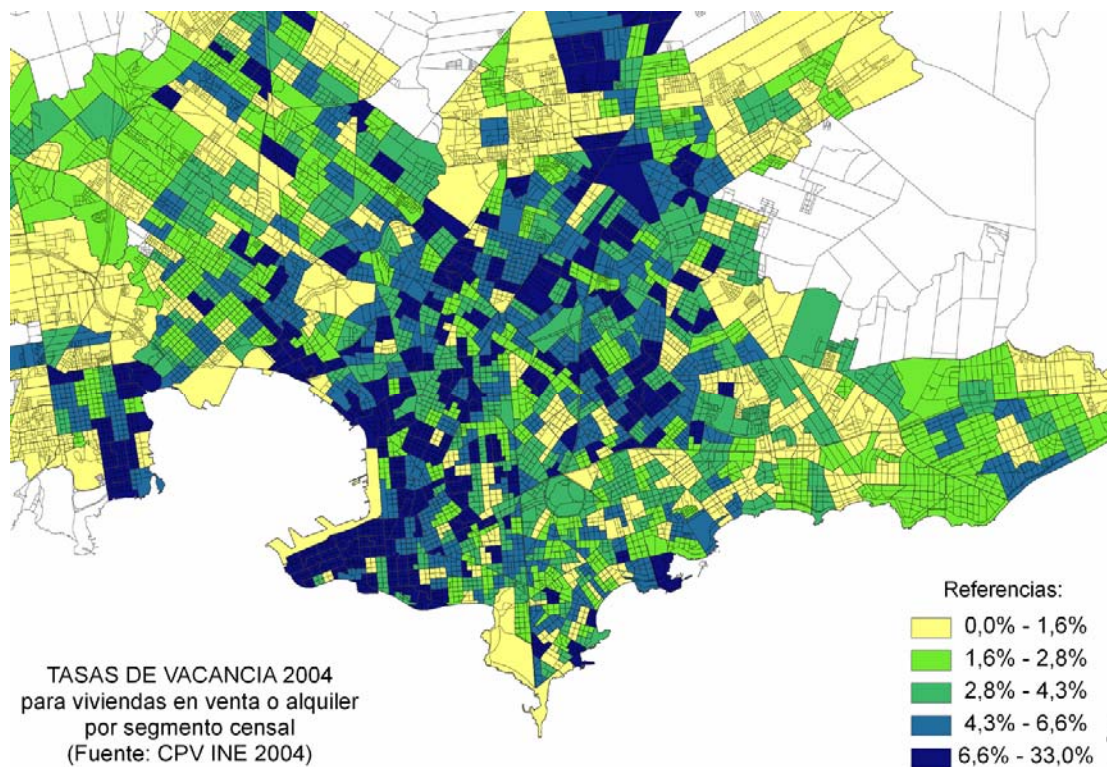 Referencias:
0,0% - 1,6%
1,6% - 2,8%
2,8% - 4,3%
4,3% - 6,6%
6,6% - 33,0%
TASAS DE VACANCIA 2004
para viviendas en venta o alquiler
por segmento censal
(Fuente: CPV INE 2004)